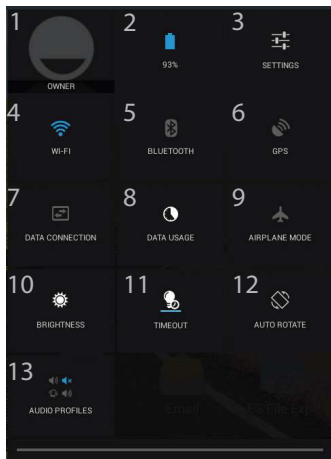 1 2 3
OWNER 93% SETTINGS
4 5 6
WI-FI BLUETOOTH GPS
7 8 9
DATA CONNECTION DATA USAGE AIRPLANE MODE
10 11 12
BRIGHTNESS TIMEOUT AUTO ROTATE
13
AUDIO PROFILES
Email